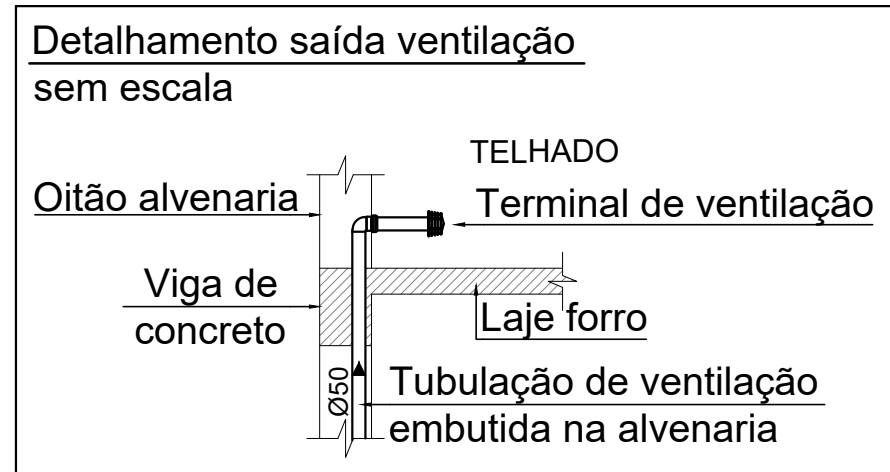 Detalhamento saída ventilação
sem escala
TELHADO
Oitão alvenaria
Terminal de ventilação
Viga de
concreto
Laje forro
Ø50
Tubulação de ventilação
embutida na alvenaria